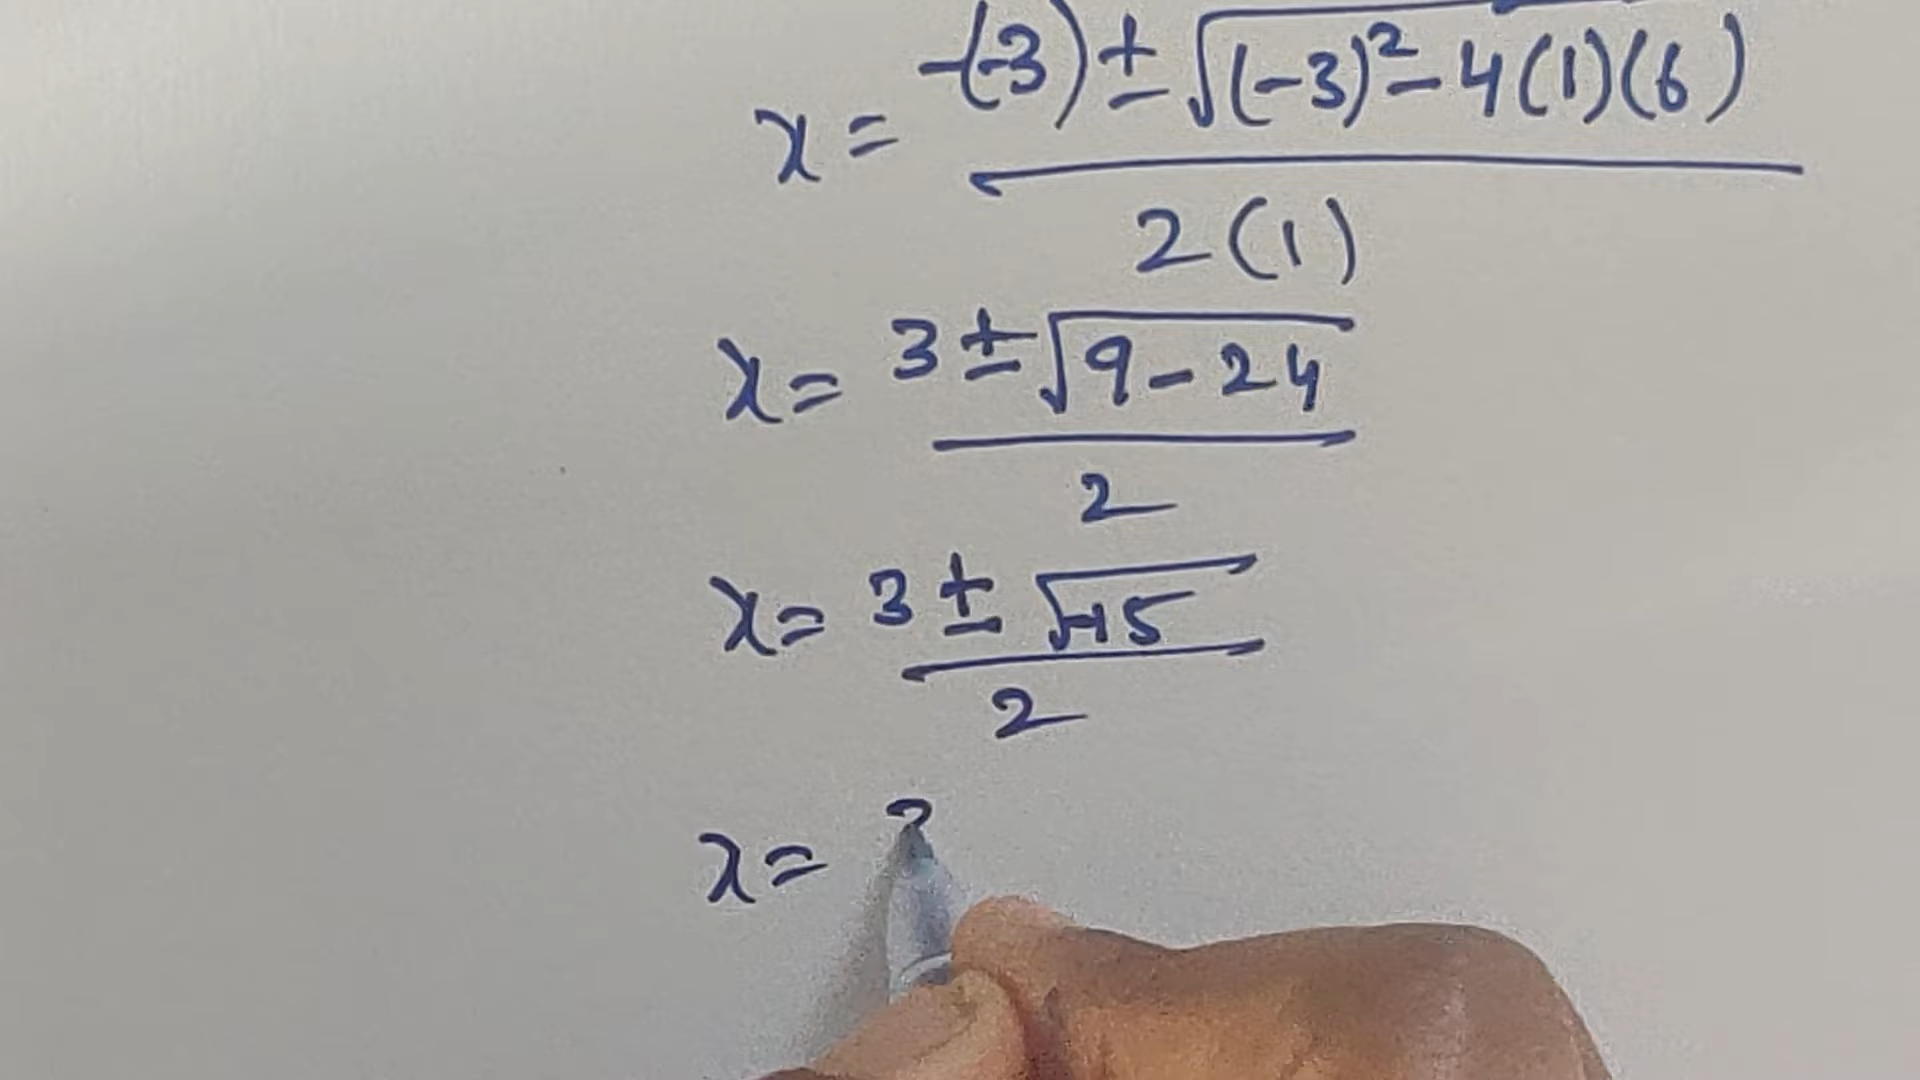 x = -(-3) ± √(-3)² - 4(1)(6)
2(1)
x = 3 ± √9 - 24
2
x = 3 ± √-15
2
x =